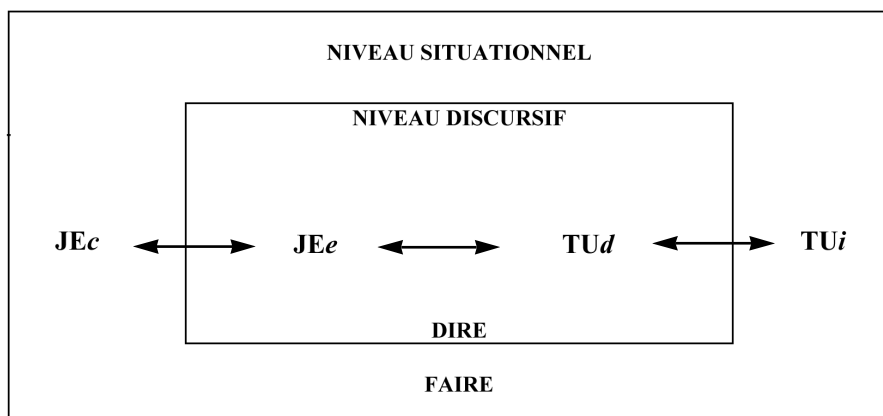 NIVEAU SITUATIONNEL
NIVEAU DISCURSIF
JEc JEe TUd TUi
DIRE
FAIRE